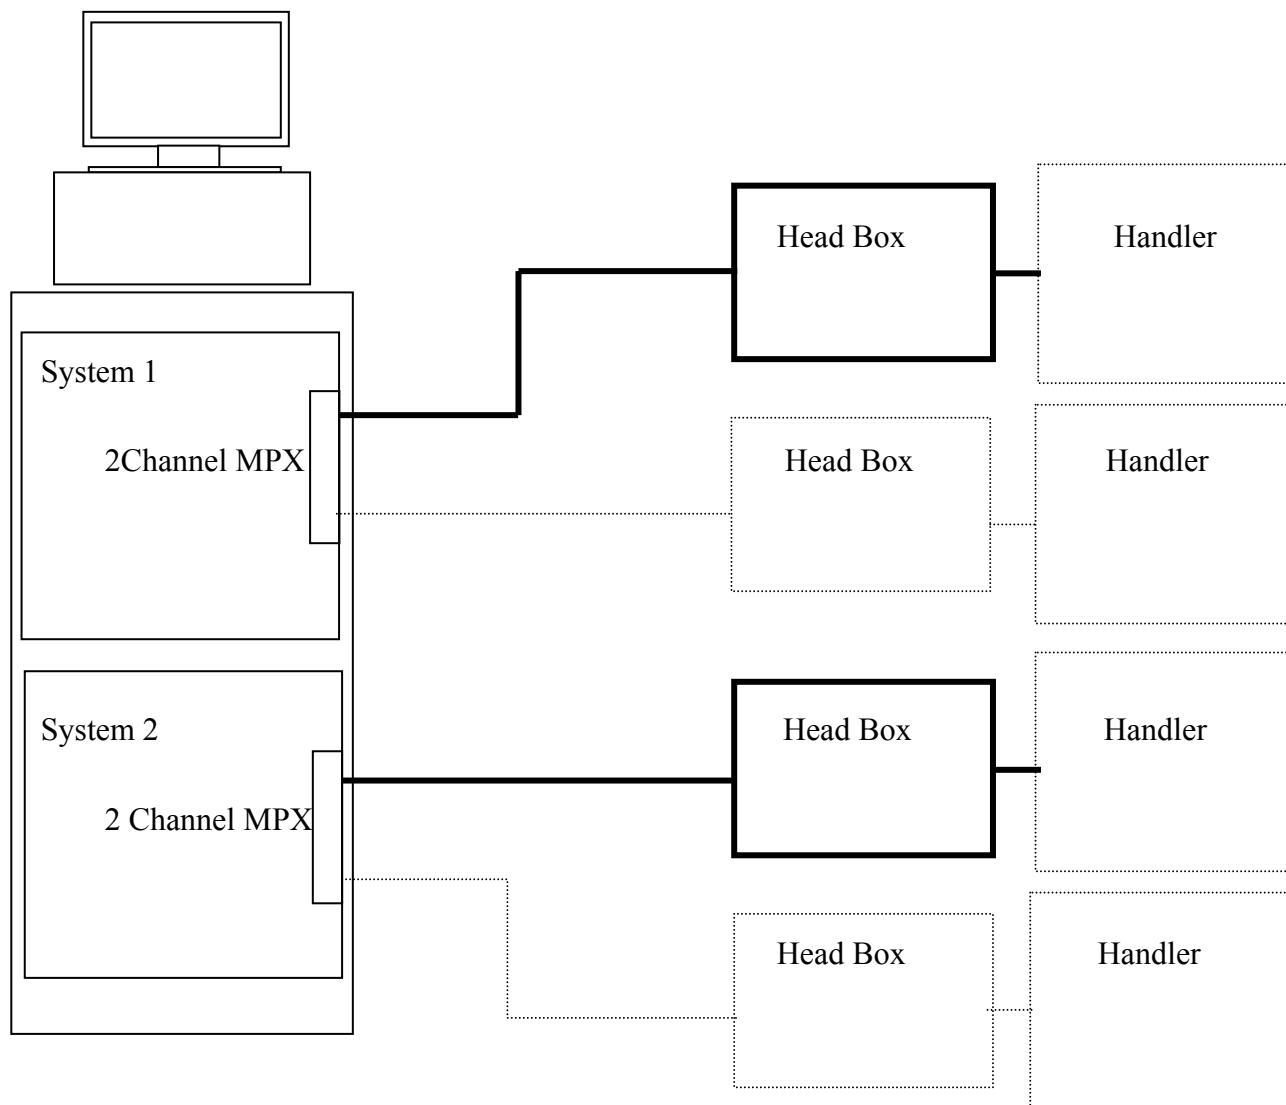 Head Box
Handler
System 1
2Channel MPX
Head Box
Handler
System 2
Head Box
Handler
2 Channel MPX
Head Box
Handler